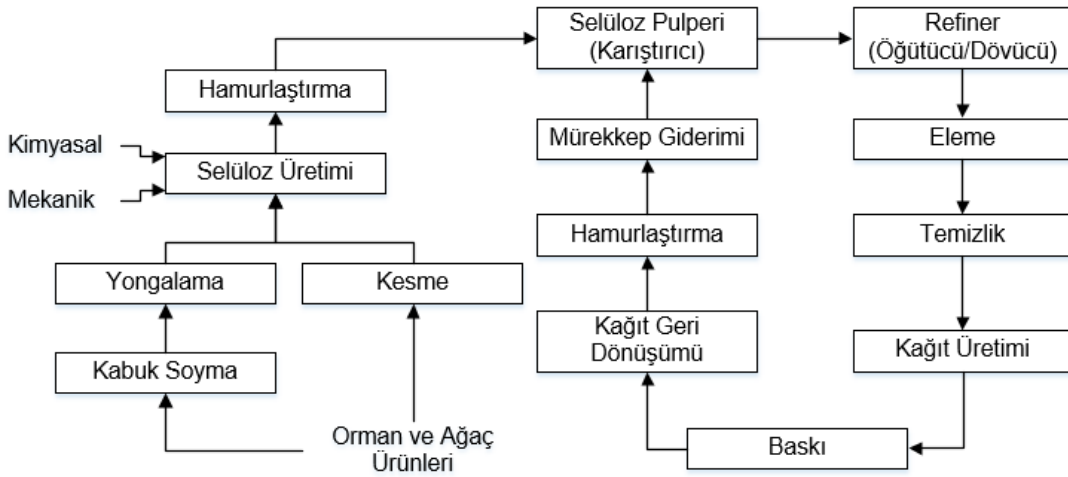 Selüloz Pulperi
(Karıştırıcı)
Refiner
(Öğütücü/Dövücü)
Hamurlaştırma
Kimyasal
Mürekkep Giderimi
Eleme
Selüloz Üretimi
Mekanik
Hamurlaştırma
Temizlik
Yongalama
Kesme
Kağıt Geri
Dönüşümü
Kağıt Üretimi
Kabuk Soyma
Orman ve Ağaç
Ürünleri
Baskı